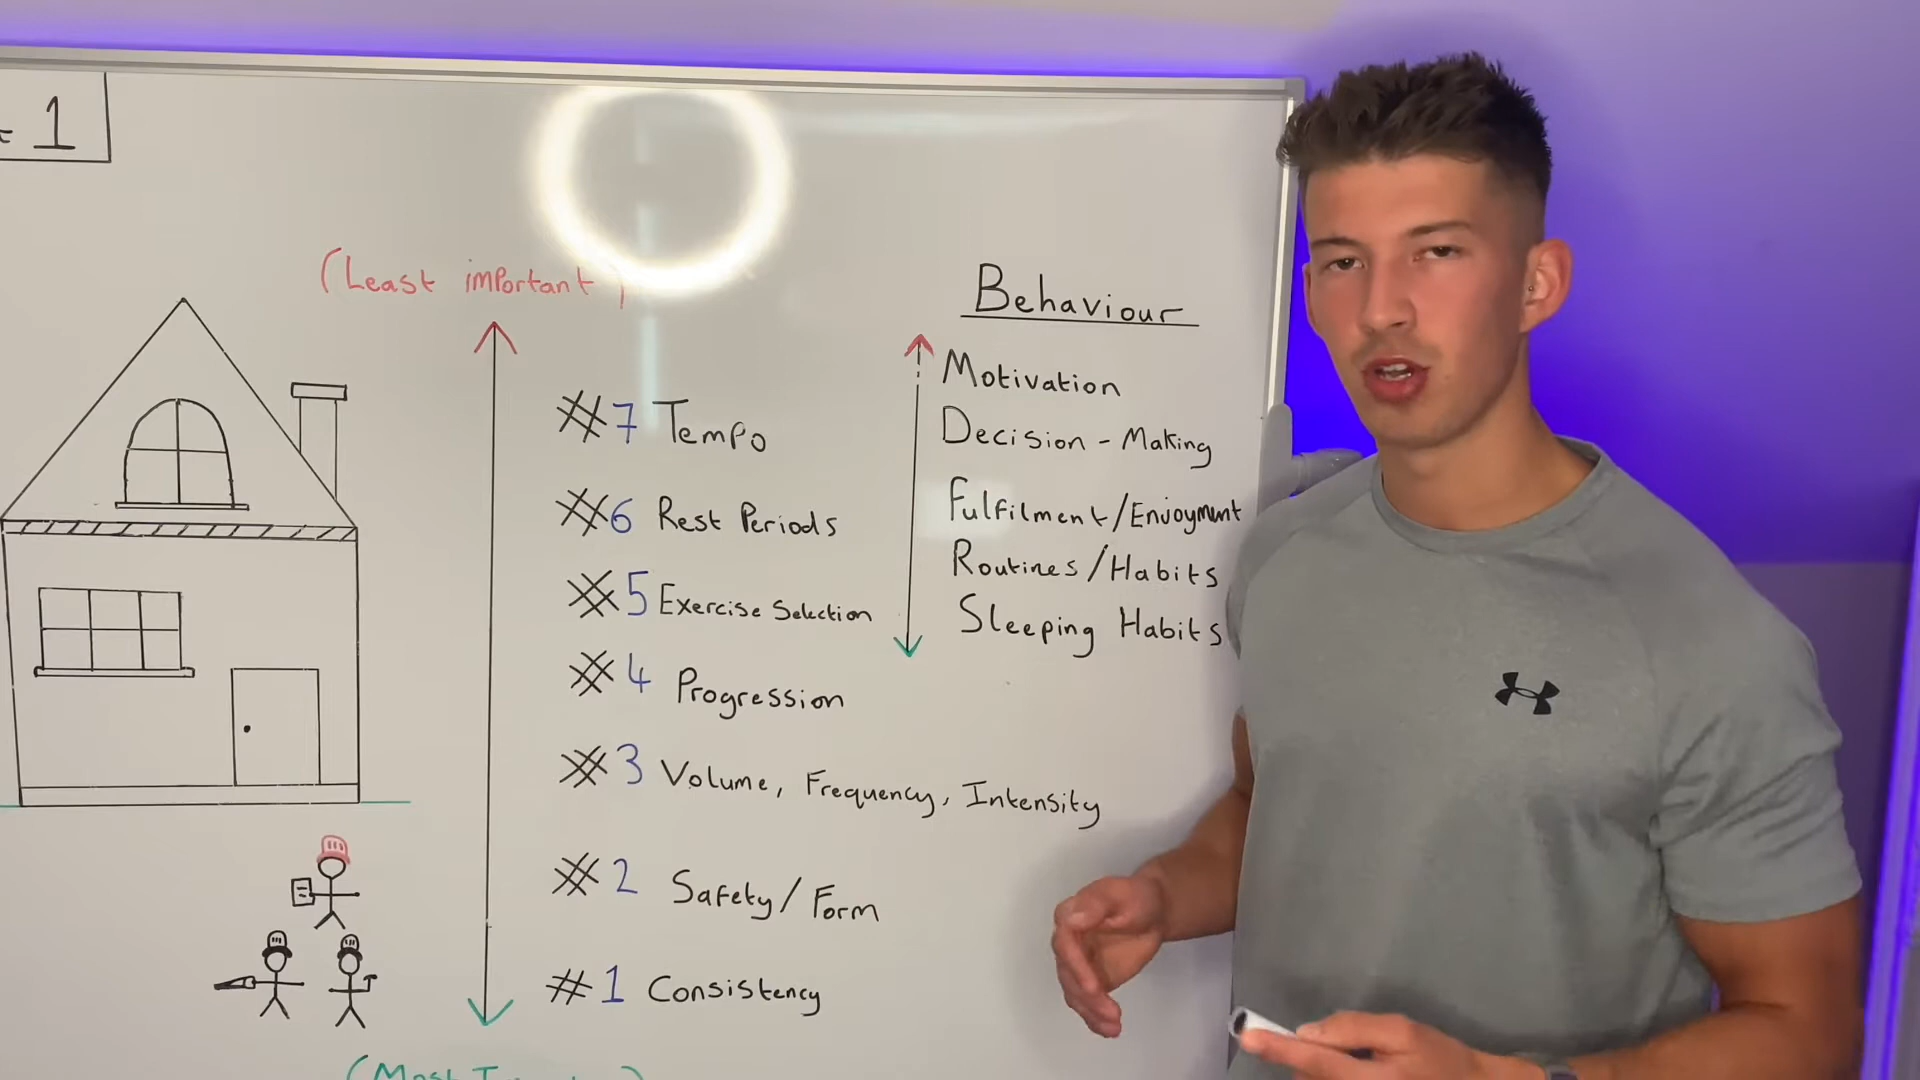 1
(Least important)
Behaviour
Motivation
Decision - Making
Fulfilment/Enjoyment
Routines/Habits
Sleeping Habits
#7 Tempo
#6 Rest Periods
#5 Exercise Selection
#4 Progression
#3 Volume, Frequency, Intensity
#2 Safety/Form
#1 Consistency
(Most